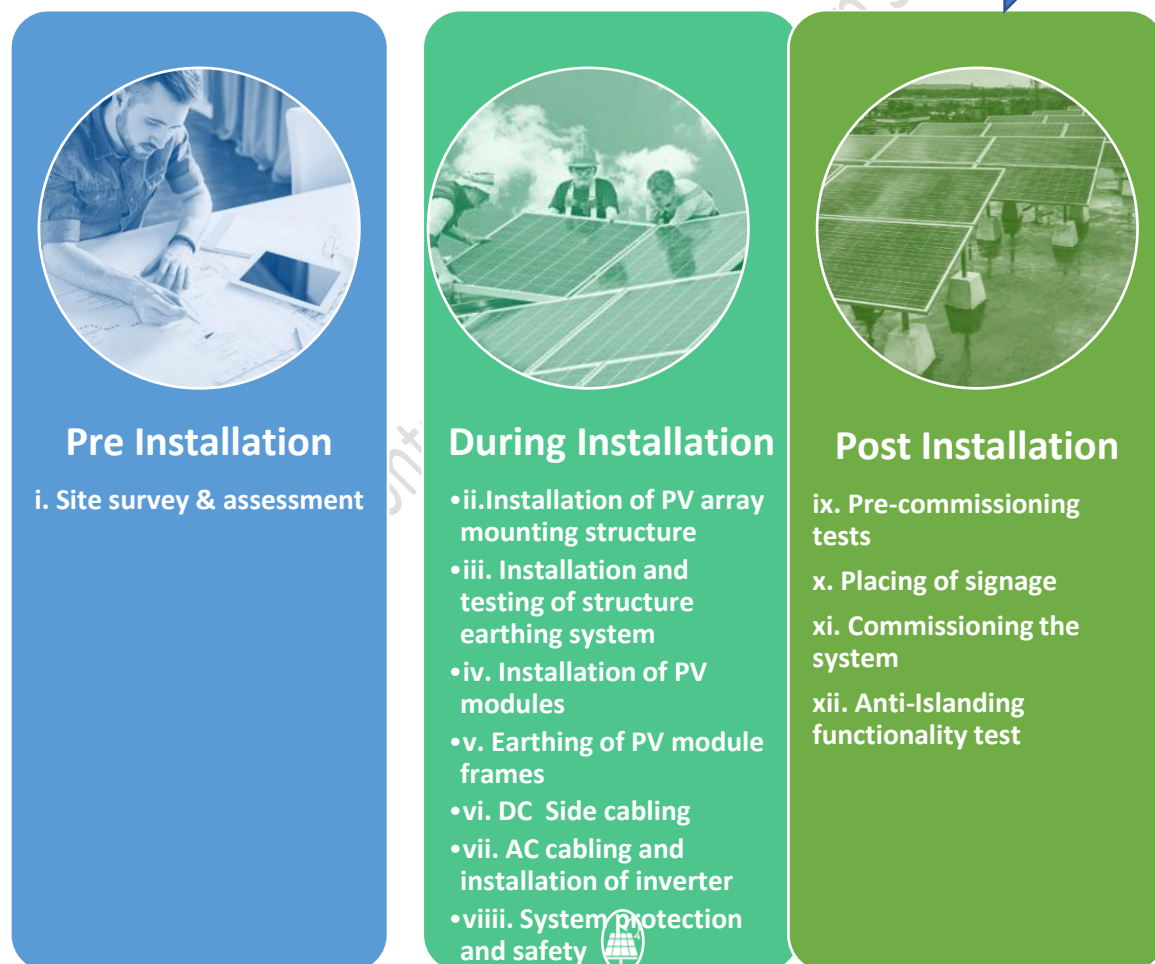 Pre Installation
i. Site survey & assessment
During Installation
•ii.Installation of PV array
mounting structure
•iii. Installation and
testing of structure
earthing system
•iv. Installation of PV
modules
•v. Earthing of PV module
frames
•vi. DC Side cabling
•vii. AC cabling and
installation of inverter
•viiii. System protection
and safety
Post Installation
ix. Pre-commissioning
tests
x. Placing of signage
xi. Commissioning the
system
xii. Anti-Islanding
functionality test